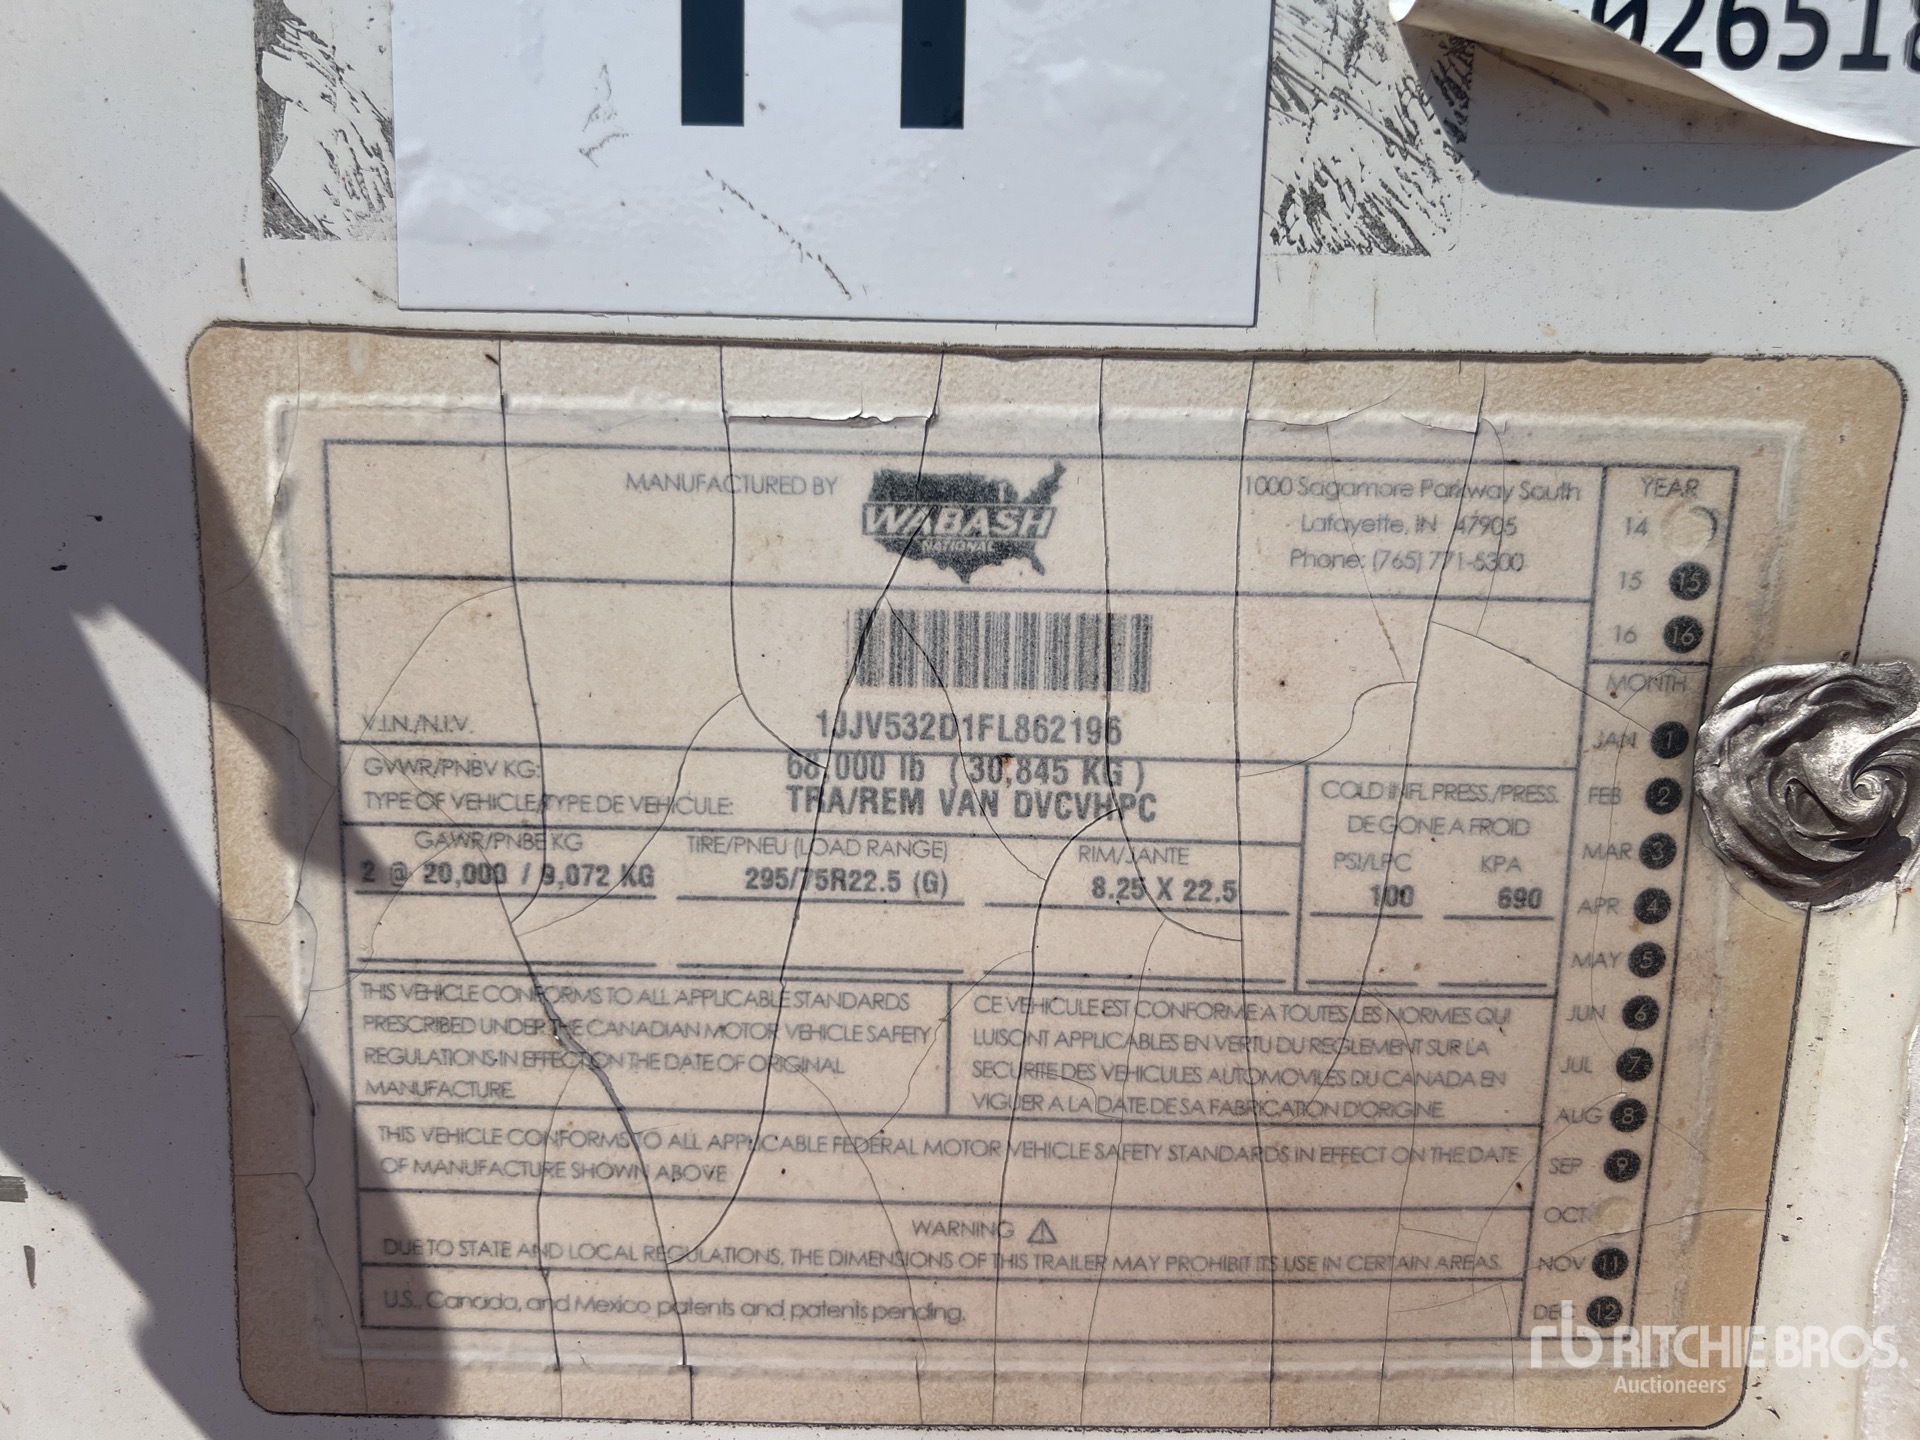 026518
MANUFACTURED BY
WABASH
NATIONAL
1000 Sagamore Parkway South
Lafayette, IN 47905
Phone: (765) 771-5300
YEAR
14
15 15
16 16
MONTH
JAN 1
FEB 2
MAR 3
APR 4
MAY 5
JUN 6
JUL 7
AUG 8
SEP 9
OCT
NOV 11
DEC 12
V.I.N./N.I.V. 1JJV532D1FL862196
GVWR/PNBV KG: 68,000 lb ( 30,845 KG )
TYPE OF VEHICLE/TYPE DE VEHICULE: TRA/REM VAN DVCVHPC
GAWR/PNBE KG TIRE/PNEU (LOAD RANGE) RIM/JANTE
2 @ 20,000 / 9,072 KG 295/75R22.5 (G) 8.25 X 22.5
COLD INFL PRESS./PRESS.
DE GONE A FROID
PSI/LPC KPA
100 690
THIS VEHICLE CONFORMS TO ALL APPLICABLE STANDARDS
PRESCRIBED UNDER THE CANADIAN MOTOR VEHICLE SAFETY
REGULATIONS IN EFFECT ON THE DATE OF ORIGINAL
MANUFACTURE.
CE VEHICULE EST CONFORME A TOUTES LES NORMES QUI
LUISONT APPLICABLES EN VERTU DU REGLEMENT SUR LA
SECURITE DES VEHICULES AUTOMOVILES DU CANADA EN
VIGUER A LA DATE DE SA FABRICATION D'ORIGINE
THIS VEHICLE CONFORMS TO ALL APPLICABLE FEDERAL MOTOR VEHICLE SAFETY STANDARDS IN EFFECT ON THE DATE
OF MANUFACTURE SHOWN ABOVE
WARNING
DUE TO STATE AND LOCAL REGULATIONS, THE DIMENSIONS OF THIS TRAILER MAY PROHIBIT ITS USE IN CERTAIN AREAS.
U.S., Canada, and Mexico patents and patents pending.
rb RITCHIE BROS.
Auctioneers